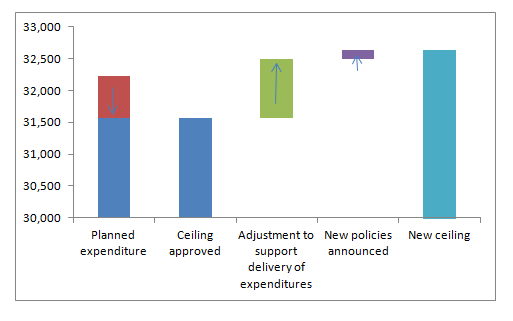 33,000
32,500
32,000
31,500
31,000
30,500
30,000
Planned
expenditure
Ceiling
approved
Adjustment to
support
delivery of
expenditures
New policies
announced
New ceiling